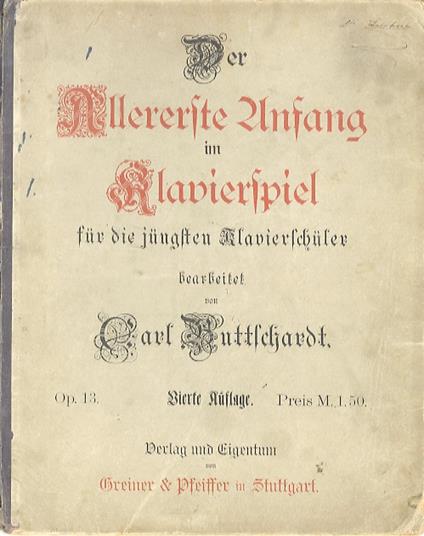 Der
Allererste Anfang
im
Klavierspiel
für die jüngsten Klavierschüler
bearbeitet
von
Carl Ruttschardt.
Op. 13. Vierte Auflage. Preis M. 1.50.
Verlag und Eigentum
von
Greiner & Pfeiffer in Stuttgart.